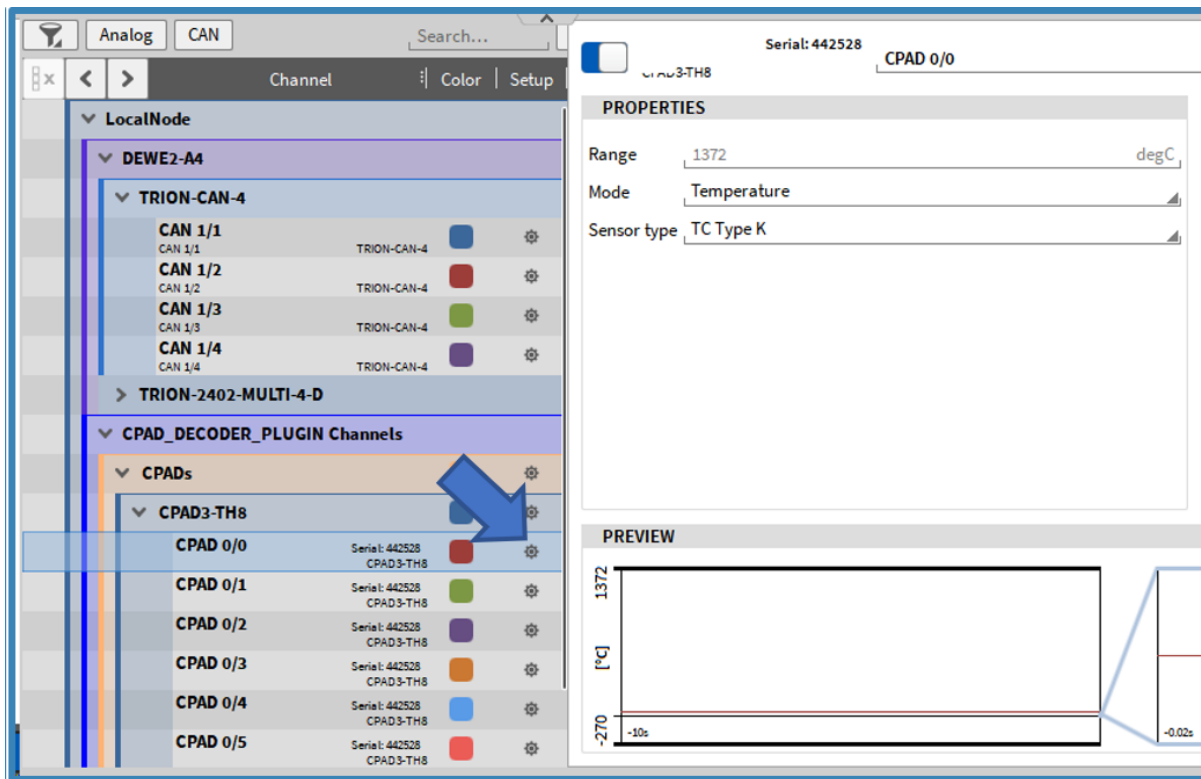 Analog CAN Search...
Channel Color Setup
LocalNode
DEWE2-A4
TRION-CAN-4
CAN 1/1
CAN 1/1 TRION-CAN-4
CAN 1/2
CAN 1/2 TRION-CAN-4
CAN 1/3
CAN 1/3 TRION-CAN-4
CAN 1/4
CAN 1/4 TRION-CAN-4
TRION-2402-MULTI-4-D
CPAD_DECODER_PLUGIN Channels
CPADs
CPAD3-TH8
CPAD 0/0 Serial: 442528
CPAD3-TH8
CPAD 0/1 Serial: 442528
CPAD3-TH8
CPAD 0/2 Serial: 442528
CPAD3-TH8
CPAD 0/3 Serial: 442528
CPAD3-TH8
CPAD 0/4 Serial: 442528
CPAD3-TH8
CPAD 0/5 Serial: 442528
CPAD3-TH8
Serial: 442528 CPAD 0/0
CPAD3-TH8
PROPERTIES
Range 1372 degC
Mode Temperature
Sensor type TC Type K
PREVIEW
1372
[°C]
-270
-10s -0.02s